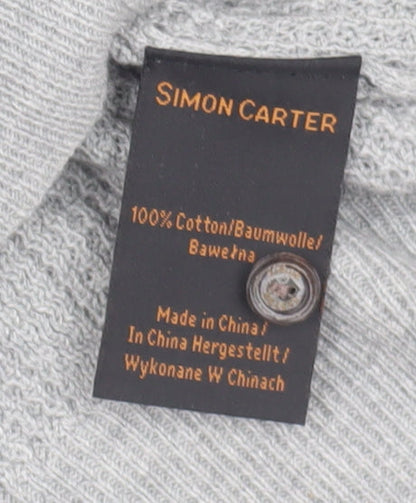 SIMON CARTER
100% Cotton/Baumwolle/
Bawełna
Made in China/
In China Hergestellt/
Wykonane W Chinach